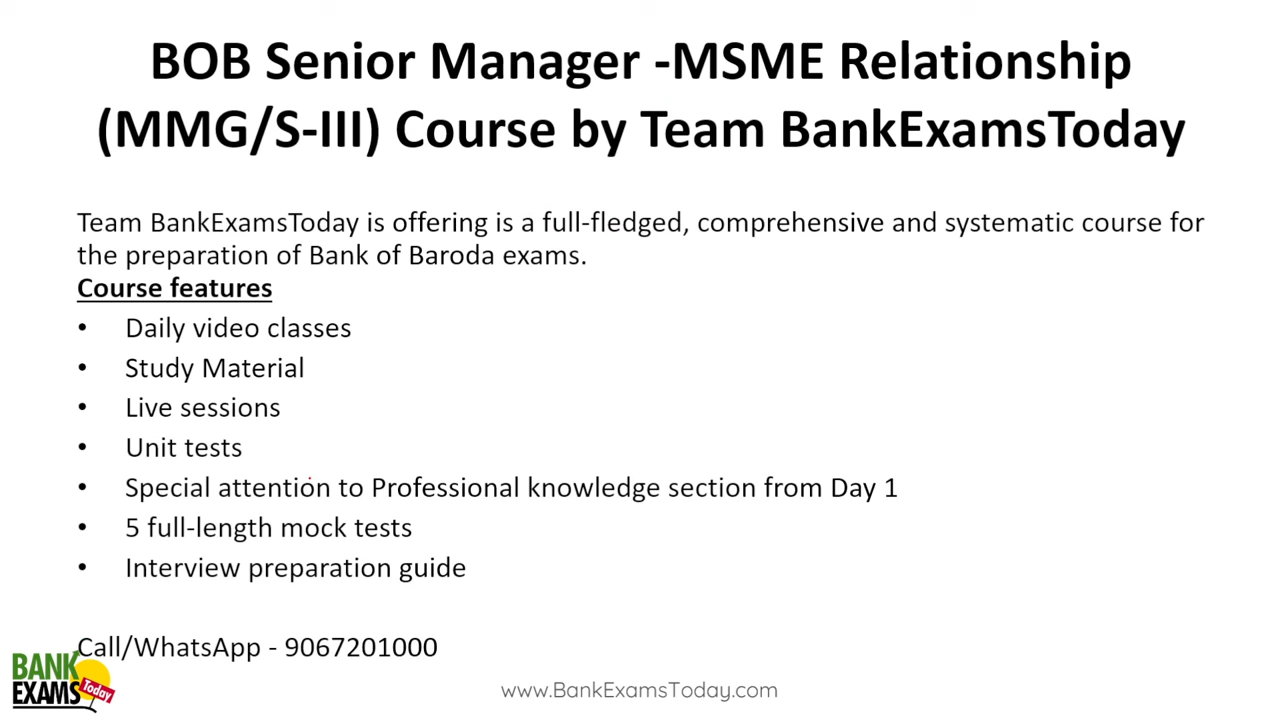 BOB Senior Manager -MSME Relationship
(MMG/S-III) Course by Team BankExamsToday
Team BankExamsToday is offering is a full-fledged, comprehensive and systematic course for
the preparation of Bank of Baroda exams.
Course features
• Daily video classes
• Study Material
• Live sessions
• Unit tests
• Special attention to Professional knowledge section from Day 1
• 5 full-length mock tests
• Interview preparation guide
Call/WhatsApp - 9067201000
BANK
EXAMS
Today
www.BankExamsToday.com